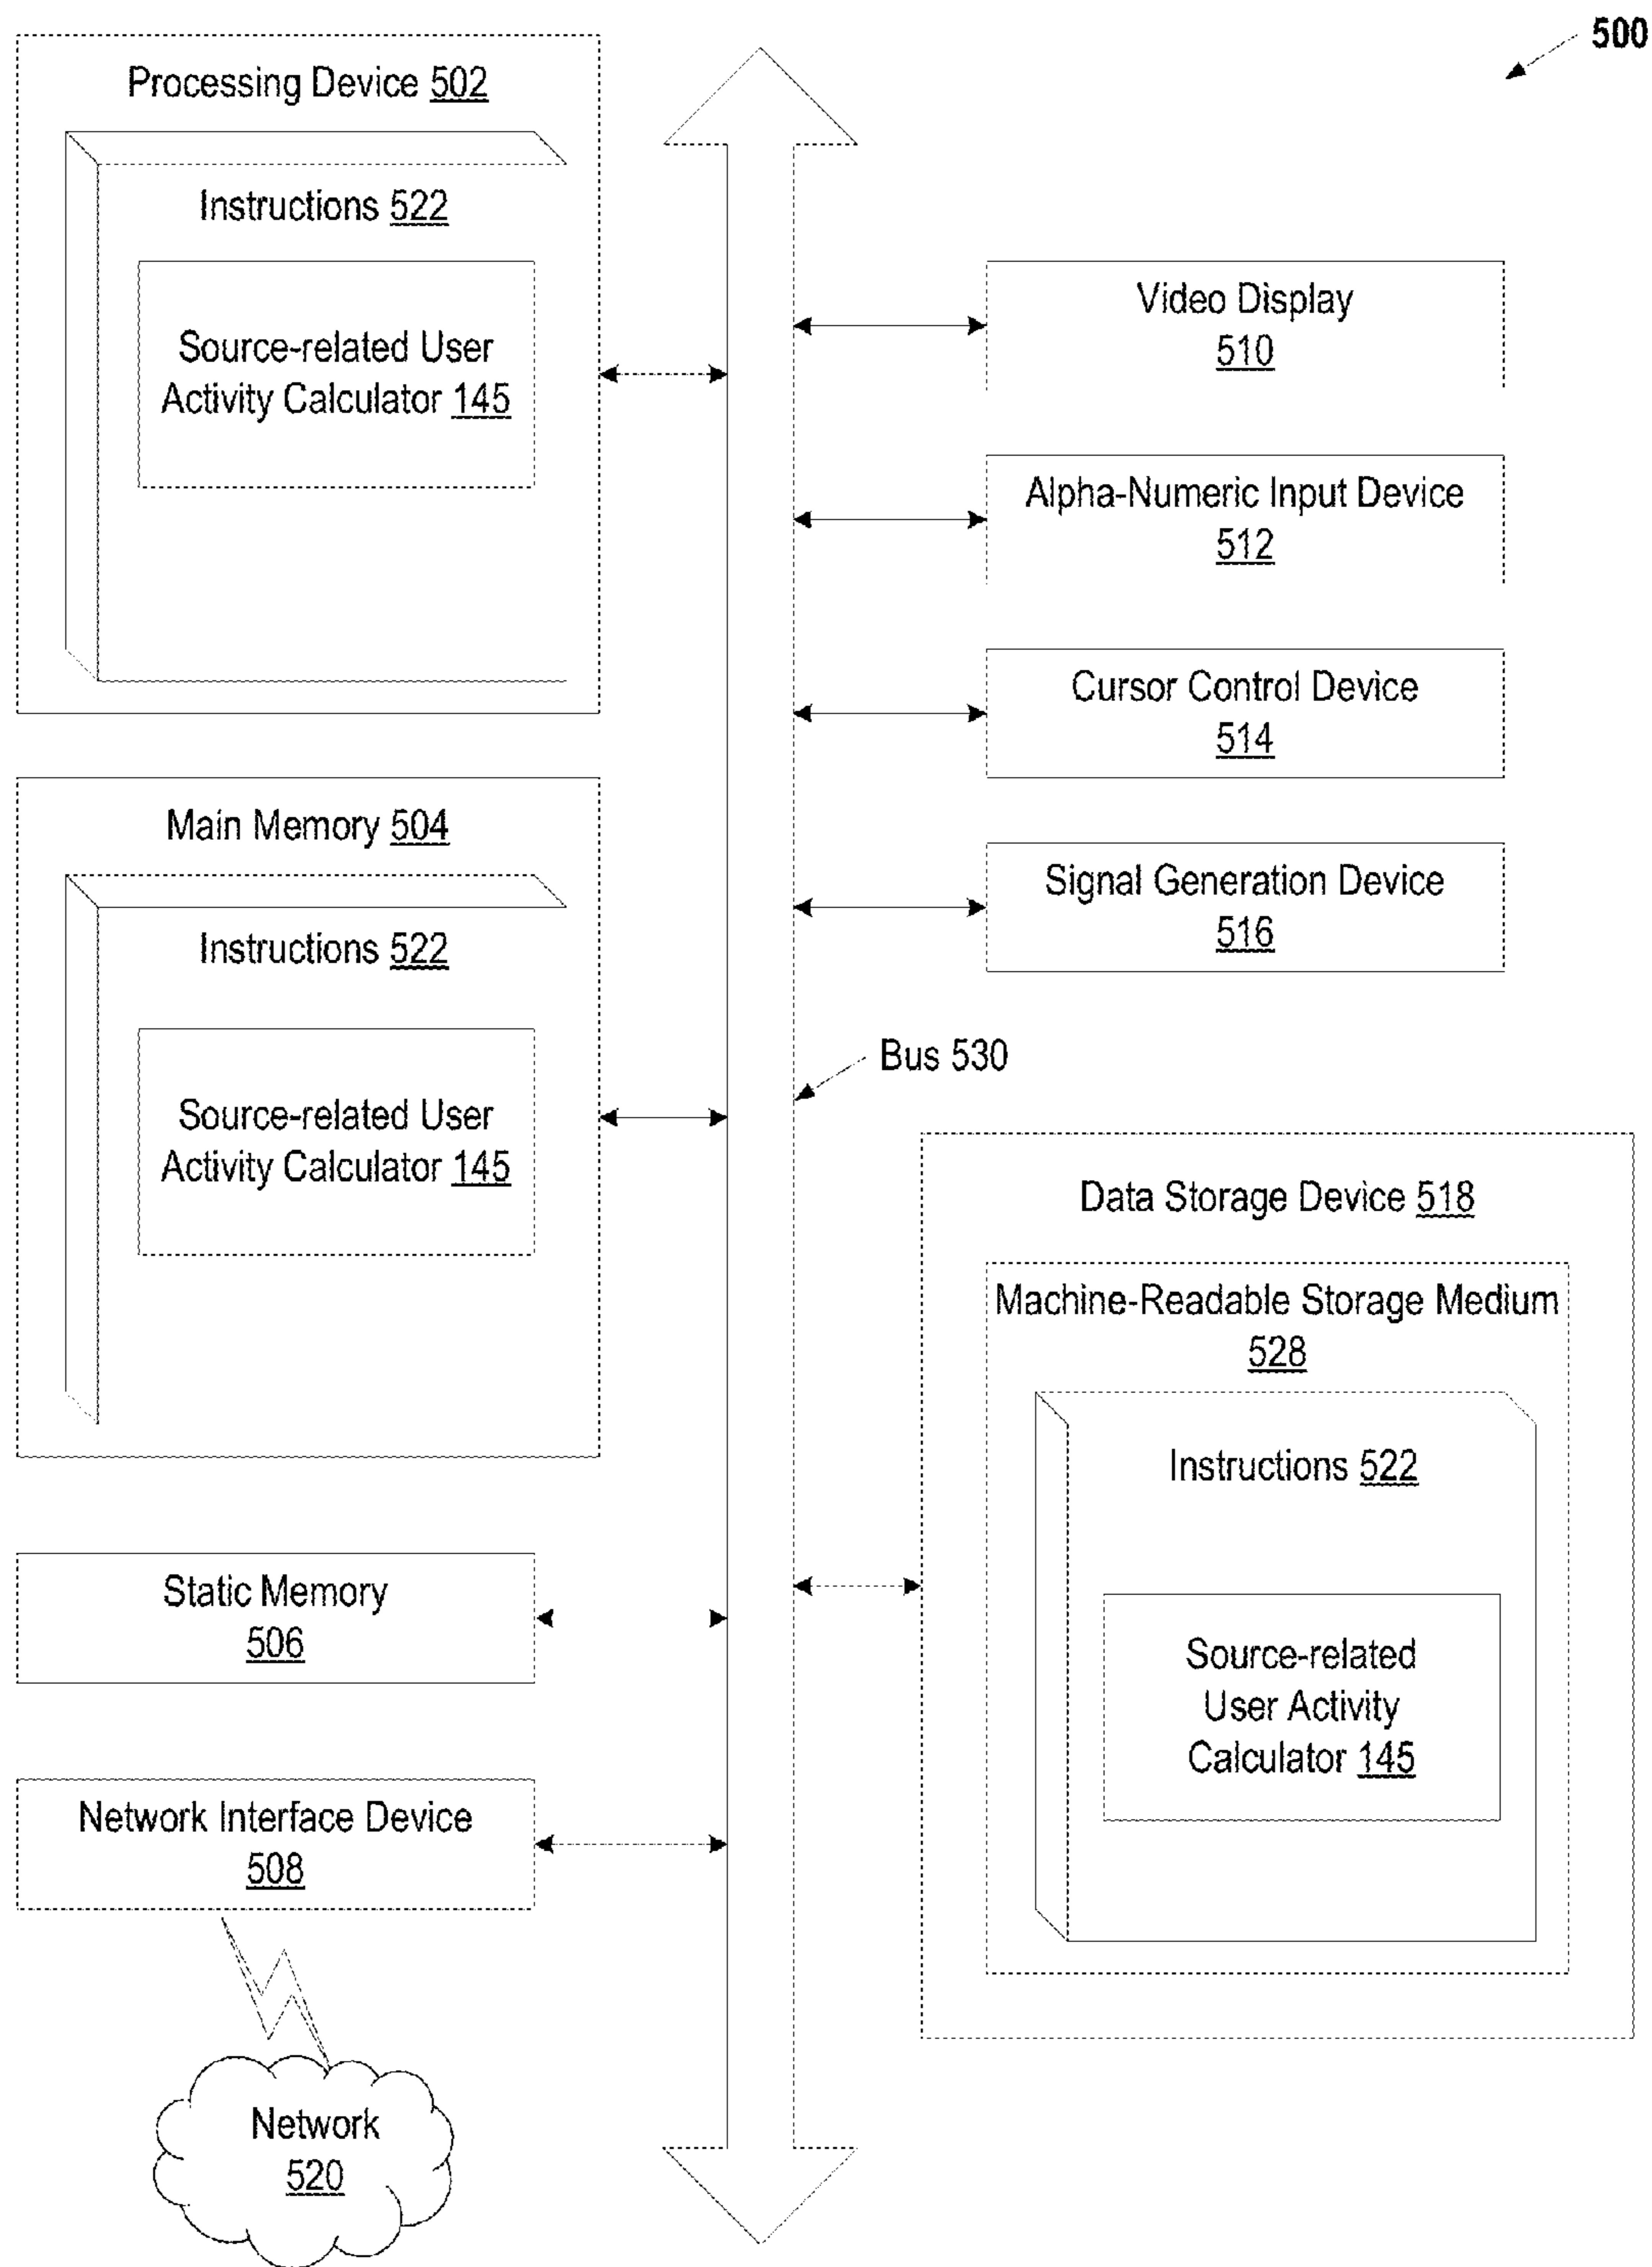 500
Processing Device 502
Instructions 522
Source-related User
Activity Calculator 145
Main Memory 504
Instructions 522
Source-related User
Activity Calculator 145
Static Memory
506
Network Interface Device
508
Network
520
Video Display
510
Alpha-Numeric Input Device
512
Cursor Control Device
514
Signal Generation Device
516
Bus 530
Data Storage Device 518
Machine-Readable Storage Medium
528
Instructions 522
Source-related
User Activity
Calculator 145